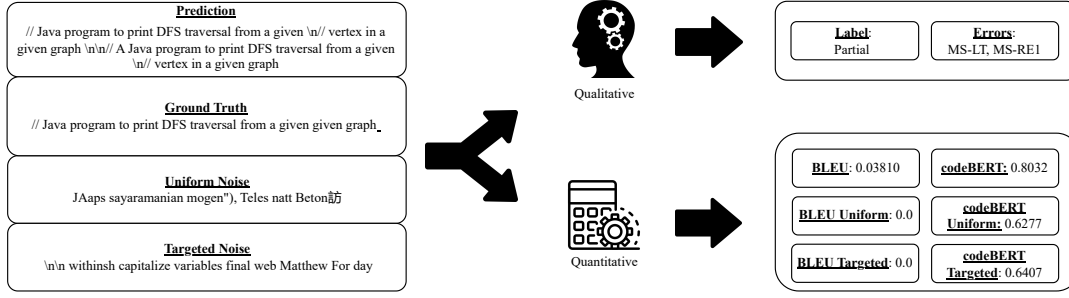 Prediction
// Java program to print DFS traversal from a given \n// vertex in a
given graph \n\n// A Java Program to print DFS traversal from a given
\n// vertex in a given graph
Ground Truth
// Java program to print DFS traversal from a given given graph
Uniform Noise
JAaps sayaramanian mogen"), Teles natt Beton訪
Targeted Noise
\n\n withinsh capitalize variables final web Matthew For day
Qualitative
Quantitative
Label:
Partial
Errors:
MS-LT, MS-RE1
BLEU: 0.03810
codeBERT: 0.8032
BLEU Uniform: 0.0
codeBERT
Uniform: 0.6277
BLEU Targeted: 0.0
codeBERT
Targeted: 0.6407